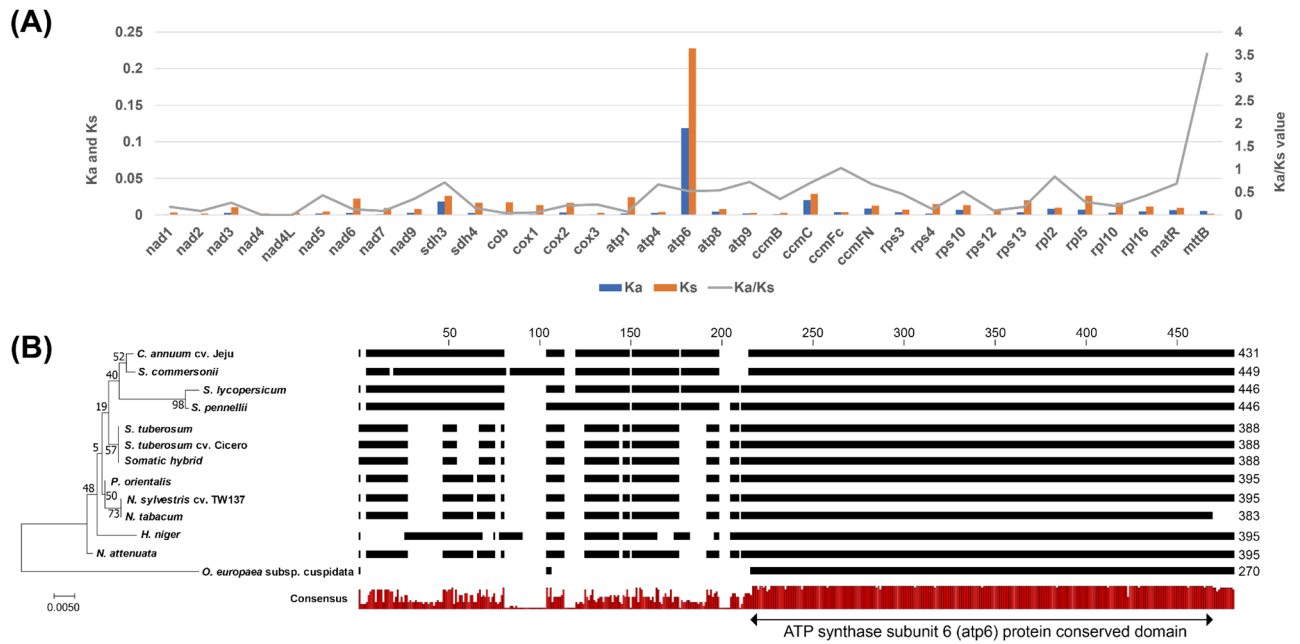 (A)
0.25
0.2
0.15
0.1
0.05
0
Ka and Ks
4
3.5
3
2.5
2
1.5
1
0.5
0
Ka/Ks value
nad1 nad2 nad3 nad4 nad4L nad5 nad6 nad7 nad9 sdh3 sdh4 cob cox1 cox2 cox3 atp1 atp4 atp6 atp8 atp9 ccmB ccmC ccmFc ccmFN rps3 rps4 rps10 rps12 rps13 rpl2 rpl5 rpl10 rpl16 matR mttB
Ka Ks Ka/Ks
(B)
50 100 150 200 250 300 350 400 450
C. annuum cv. Jeju 431
S. commersonii 449
S. lycopersicum 446
S. pennellii 446
S. tuberosum 388
S. tuberosum cv. Cicero 388
Somatic hybrid 388
P. orientalis 395
N. sylvestris cv. TW137 395
N. tabacum 383
H. niger 395
N. attenuata 395
O. europaea subsp. cuspidata 270
52
40
98
19
57
5
50
48
73
0.0050
Consensus
ATP synthase subunit 6 (atp6) protein conserved domain